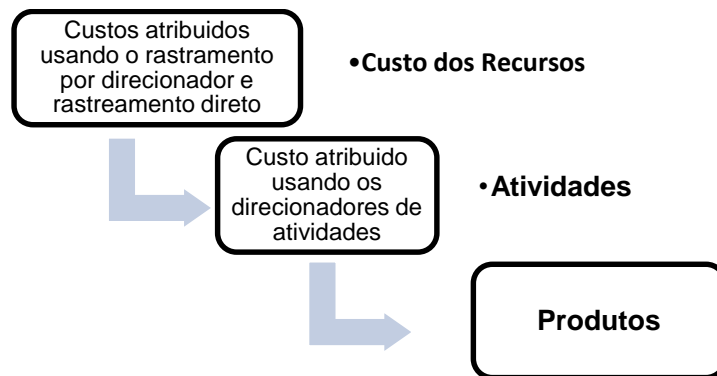 Custos atribuidos
usando o rastramento
por direcionador e
rastreamento direto
•Custo dos Recursos
Custo atribuido
usando os
direcionadores de
atividades
•Atividades
Produtos